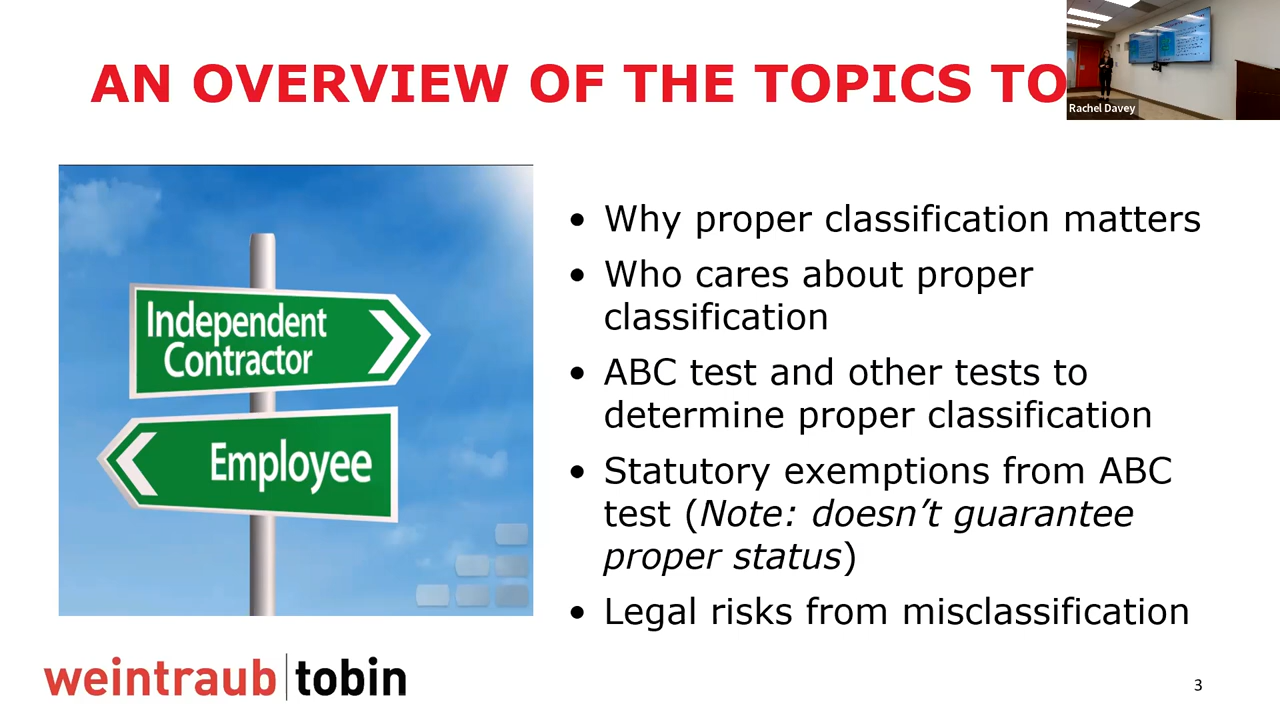 AN OVERVIEW OF THE TOPICS TO
Rachel Davey
Independent
Contractor
Employee
• Why proper classification matters
• Who cares about proper
classification
• ABC test and other tests to
determine proper classification
• Statutory exemptions from ABC
test (Note: doesn’t guarantee
proper status)
• Legal risks from misclassification
weintraub tobin
3